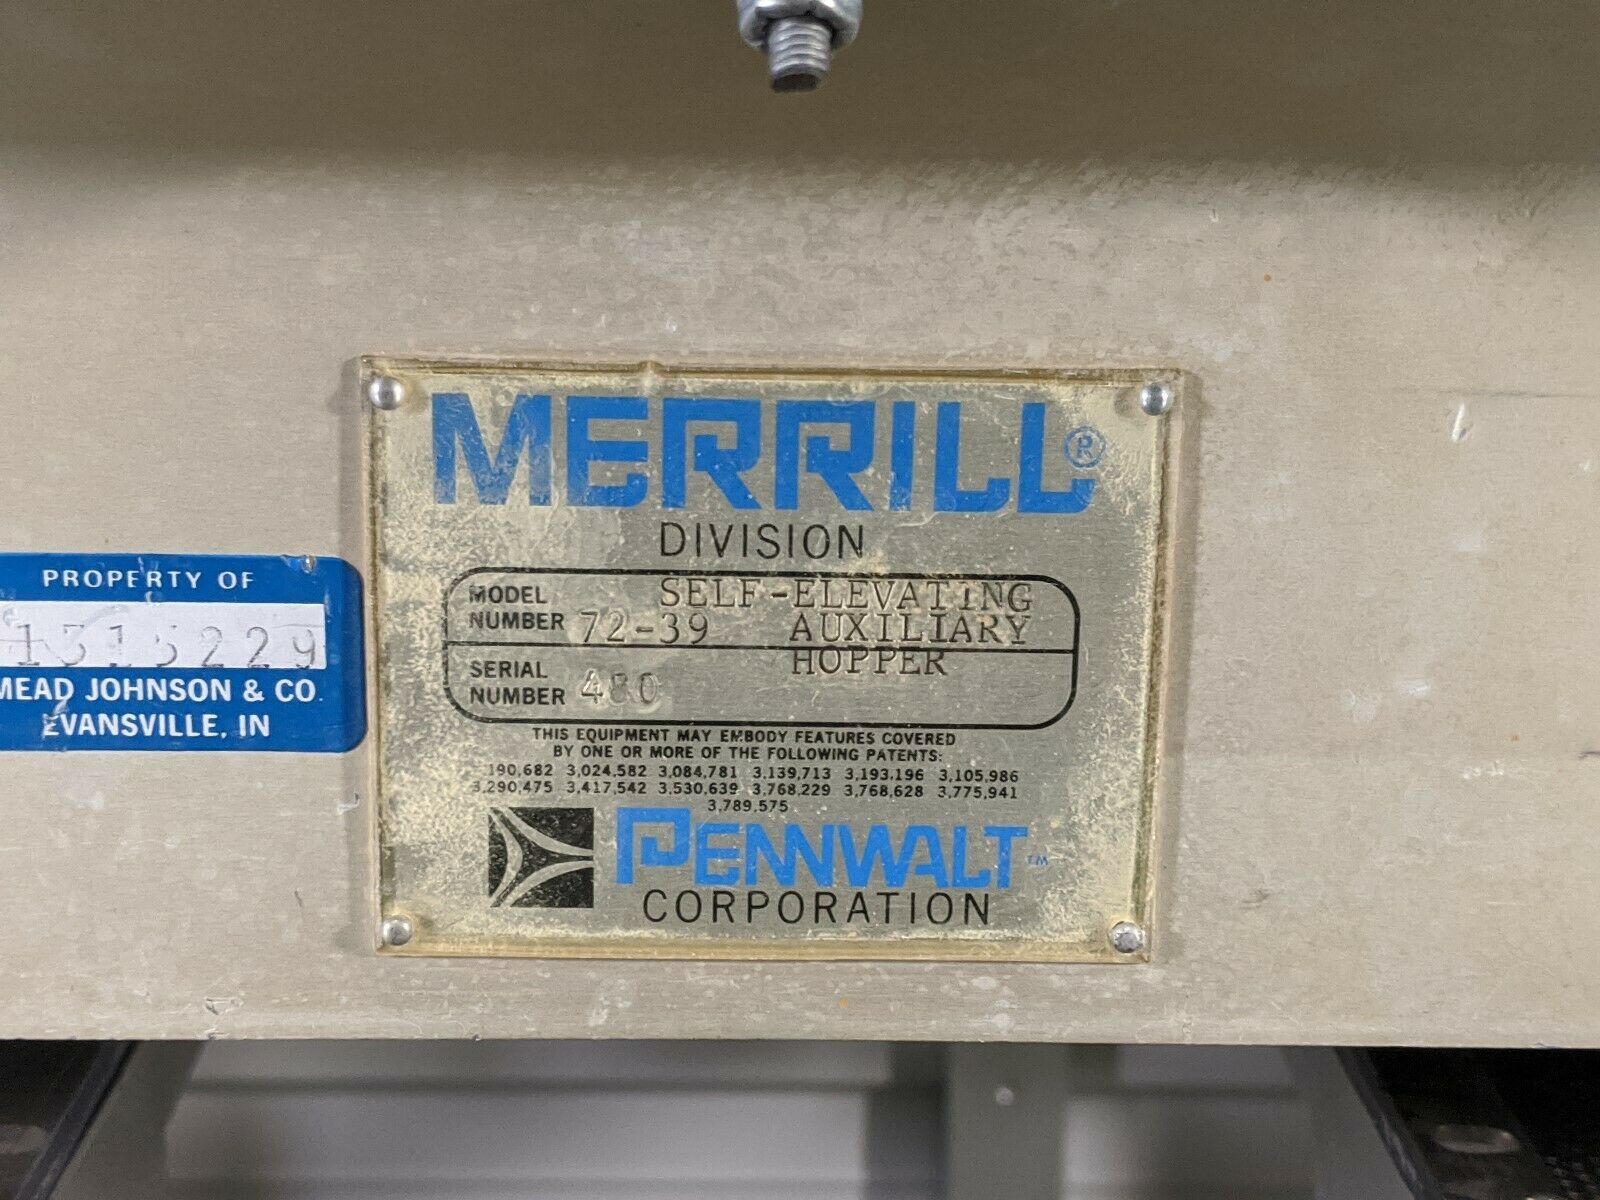 MERRILL®
DIVISION
MODEL NUMBER 72-39 SELF-ELEVATING AUXILIARY HOPPER
SERIAL NUMBER 480
THIS EQUIPMENT MAY EMBODY FEATURES COVERED
BY ONE OR MORE OF THE FOLLOWING PATENTS:
190,682 3,024,582 3,084,781 3,139,713 3,193,196 3,105,986
3,290,475 3,417,542 3,530,639 3,768,229 3,768,628 3,775,941
3,789,575
PENNWALT™
CORPORATION
PROPERTY OF
MEAD JOHNSON & CO.
EVANSVILLE, IN